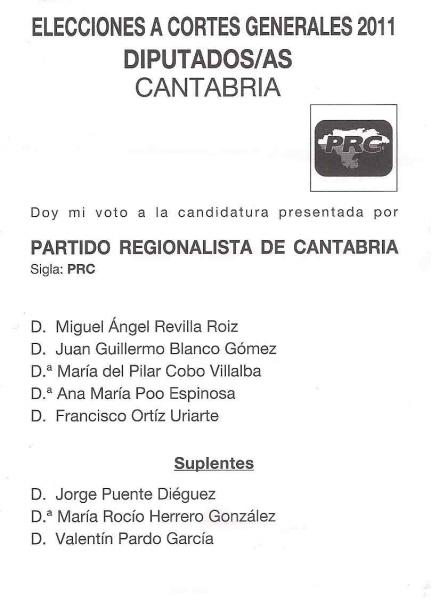 ELECCIONES A CORTES GENERALES 2011
DIPUTADOS/AS
CANTABRIA
PRC
Doy mi voto a la candidatura presentada por
PARTIDO REGIONALISTA DE CANTABRIA
Sigla: PRC
D. Miguel Ángel Revilla Roiz
D. Juan Guillermo Blanco Gómez
D.ª María del Pilar Cobo Villalba
D.ª Ana María Poo Espinosa
D. Francisco Ortíz Uriarte
Suplentes
D. Jorge Puente Diéguez
D.ª María Rocío Herrero González
D. Valentín Pardo García